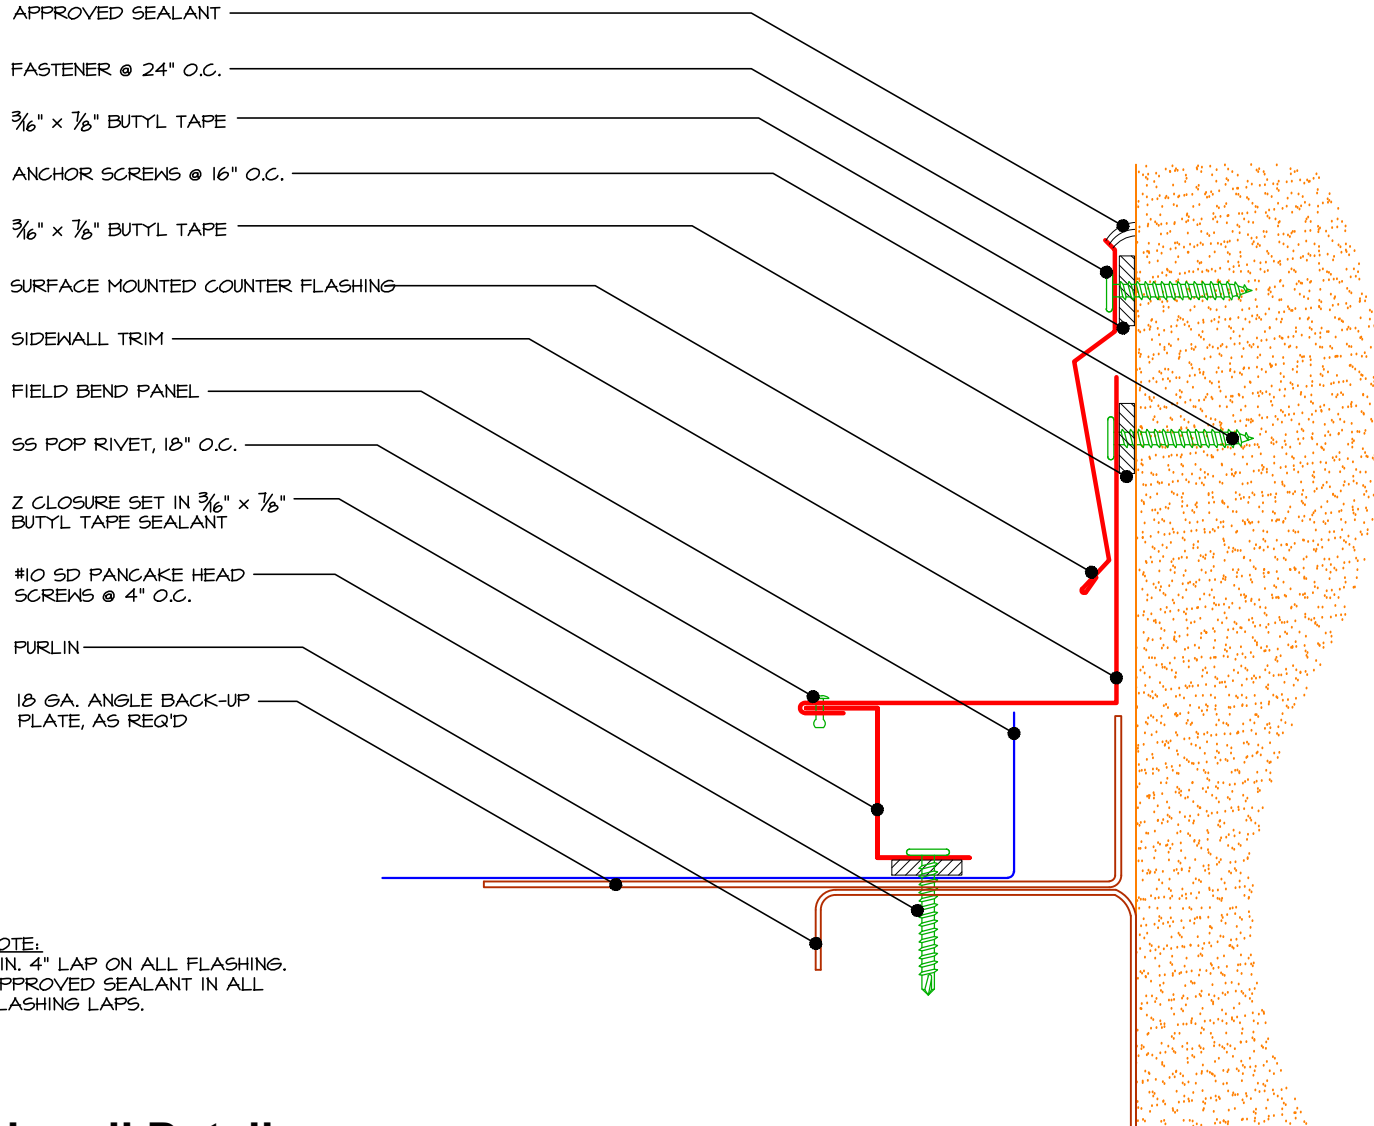 APPROVED SEALANT
FASTENER @ 24" O.C.
3/16" x 7/8" BUTYL TAPE
ANCHOR SCREWS @ 16" O.C.
3/16" x 7/8" BUTYL TAPE
SURFACE MOUNTED COUNTER FLASHING
SIDEWALL TRIM
FIELD BEND PANEL
SS POP RIVET, 18" O.C.
Z CLOSURE SET IN 3/16" x 7/8"
BUTYL TAPE SEALANT
#10 SD PANCAKE HEAD
SCREWS @ 4" O.C.
PURLIN
18 GA. ANGLE BACK-UP
PLATE, AS REQ'D
OTE:
IN. 4" LAP ON ALL FLASHING.
PPROVED SEALANT IN ALL
LASHING LAPS.